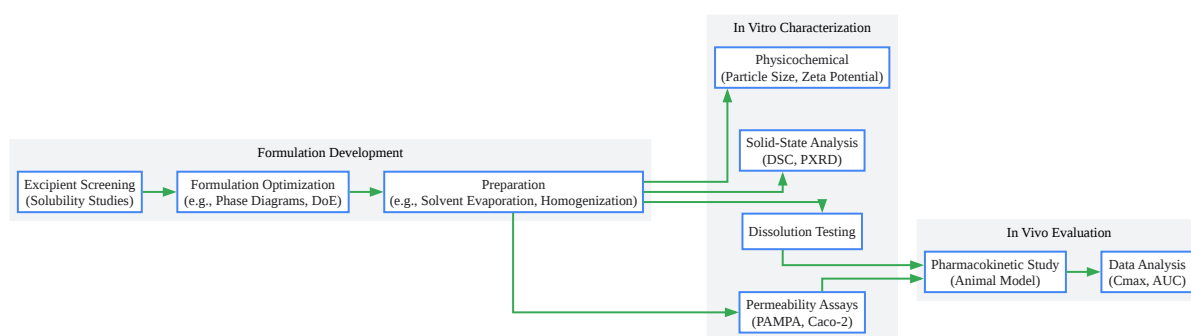 In Vitro Characterization
Physicochemical
(Particle Size, Zeta Potential)
Solid-State Analysis
(DSC, PXRD)
Formulation Development
Excipient Screening
(Solubility Studies)
Formulation Optimization
(e.g., Phase Diagrams, DoE)
Preparation
(e.g., Solvent Evaporation, Homogenization)
Dissolution Testing
Permeability Assays
(PAMPA, Caco-2)
In Vivo Evaluation
Pharmacokinetic Study
(Animal Model)
Data Analysis
(Cmax, AUC)